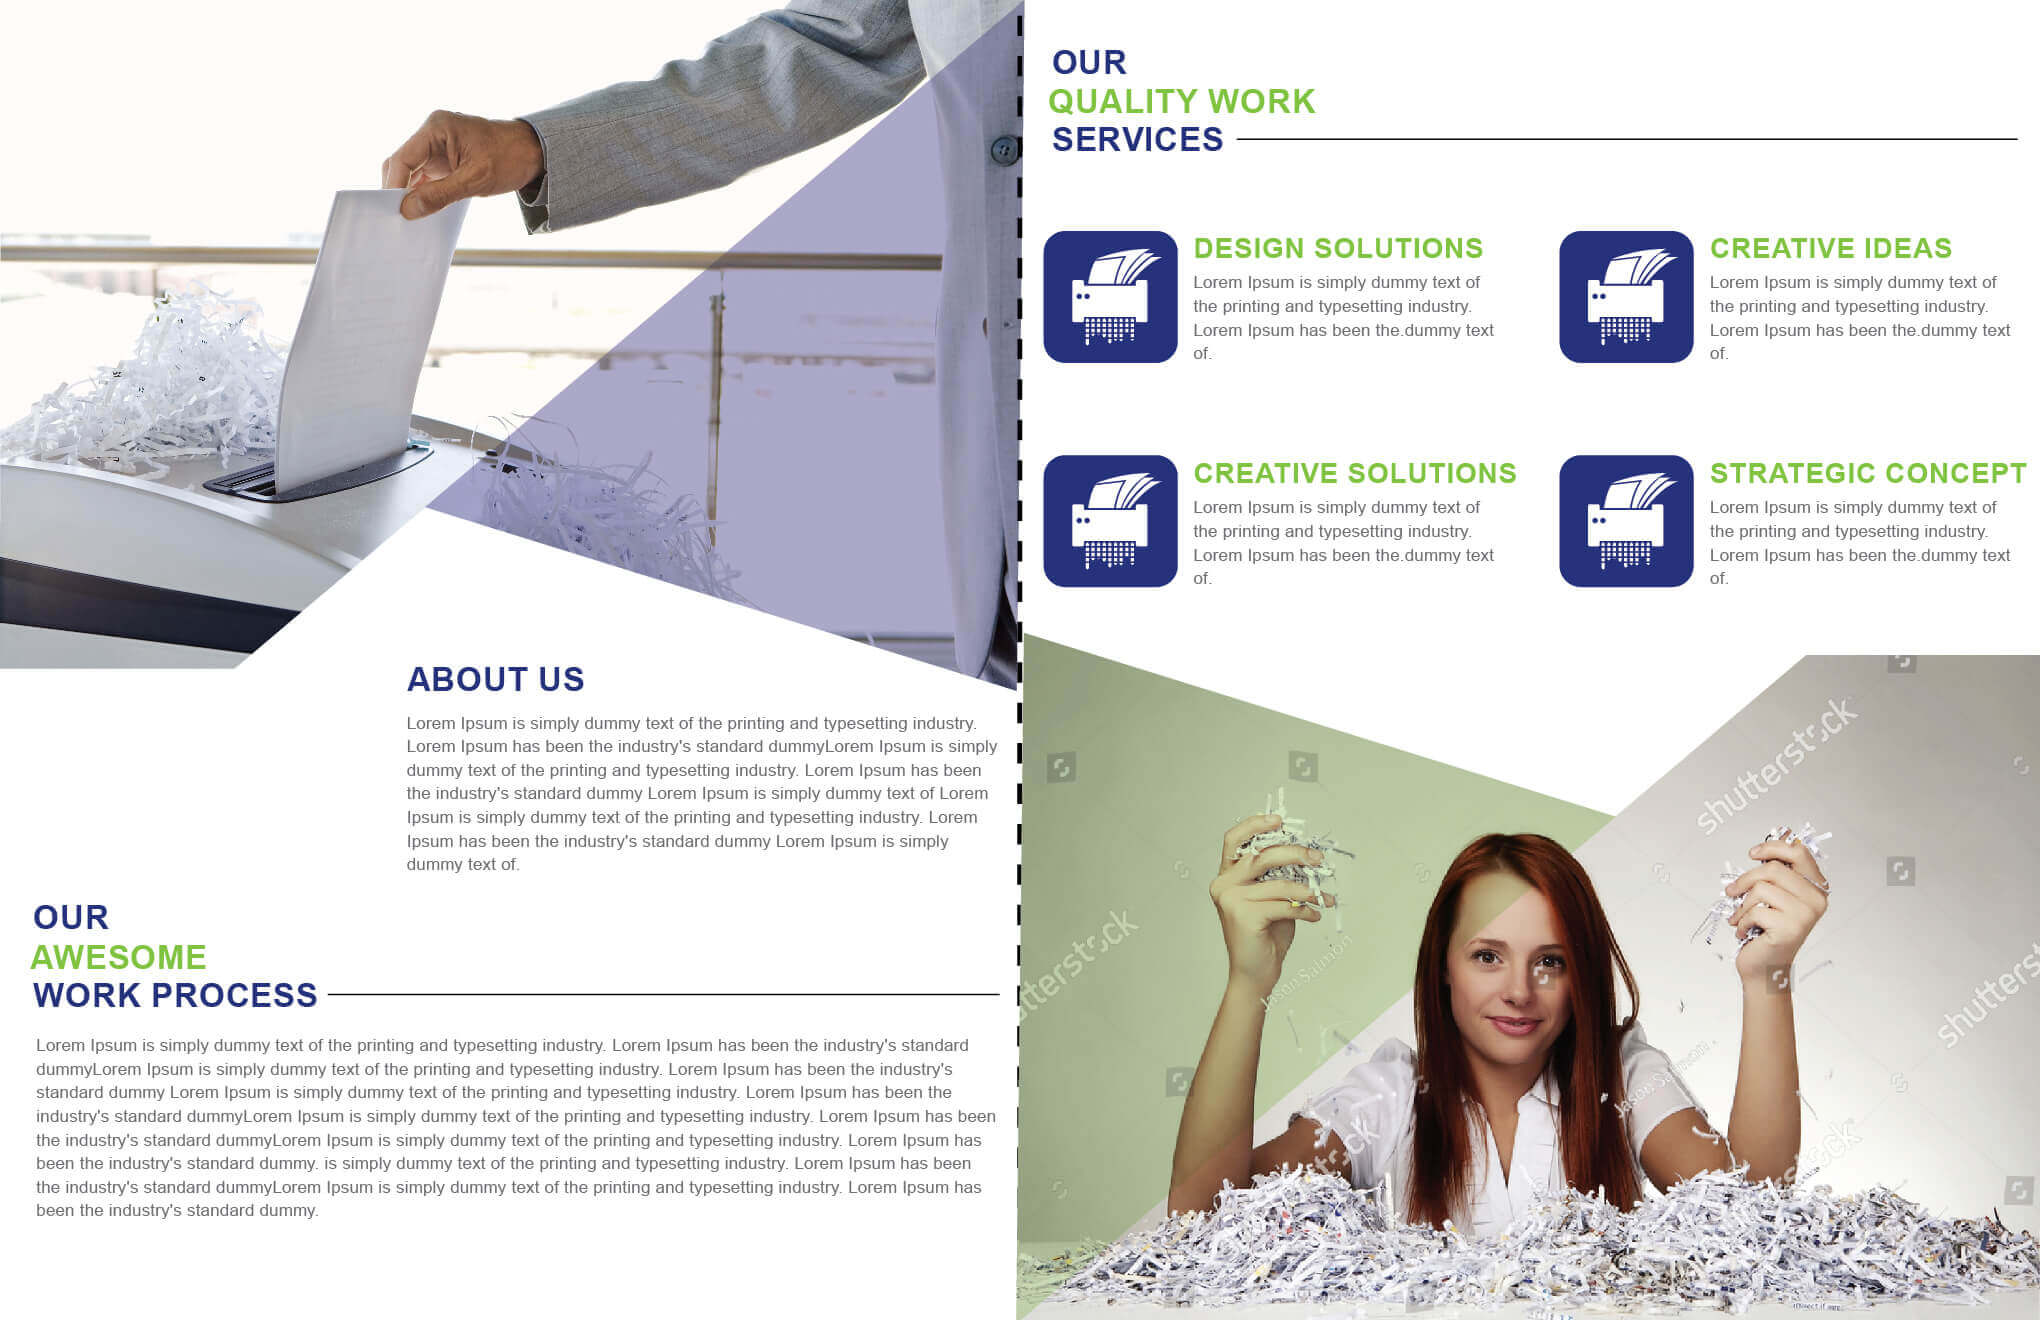 ABOUT US
Lorem Ipsum is simply dummy text of the printing and typesetting industry.
Lorem Ipsum has been the industry's standard dummyLorem Ipsum is simply
dummy text of the printing and typesetting industry. Lorem Ipsum has been
the industry's standard dummy Lorem Ipsum is simply dummy text of Lorem
Ipsum is simply dummy text of the printing and typesetting industry. Lorem
Ipsum has been the industry's standard dummy Lorem Ipsum is simply
dummy text of.
OUR
AWESOME
WORK PROCESS
Lorem Ipsum is simply dummy text of the printing and typesetting industry. Lorem Ipsum has been the industry's standard
dummyLorem Ipsum is simply dummy text of the printing and typesetting industry. Lorem Ipsum has been the industry's
standard dummy Lorem Ipsum is simply dummy text of the printing and typesetting industry. Lorem Ipsum has been the
industry's standard dummyLorem Ipsum is simply dummy text of the printing and typesetting industry. Lorem Ipsum has been
the industry's standard dummyLorem Ipsum is simply dummy text of the printing and typesetting industry. Lorem Ipsum has
been the industry's standard dummy. is simply dummy text of the printing and typesetting industry. Lorem Ipsum has been
the industry's standard dummyLorem Ipsum is simply dummy text of the printing and typesetting industry. Lorem Ipsum has
been the industry's standard dummy.
OUR
QUALITY WORK
SERVICES
DESIGN SOLUTIONS
Lorem Ipsum is simply dummy text of
the printing and typesetting industry.
Lorem Ipsum has been the.dummy text
of.
CREATIVE IDEAS
Lorem Ipsum is simply dummy text of
the printing and typesetting industry.
Lorem Ipsum has been the.dummy text
of.
CREATIVE SOLUTIONS
Lorem Ipsum is simply dummy text of
the printing and typesetting industry.
Lorem Ipsum has been the.dummy text
of.
STRATEGIC CONCEPT
Lorem Ipsum is simply dummy text of
the printing and typesetting industry.
Lorem Ipsum has been the.dummy text
of.
shutterstock
shutterstock
Jason Salmon
shutterstock
Jason Salmon
shutterstock